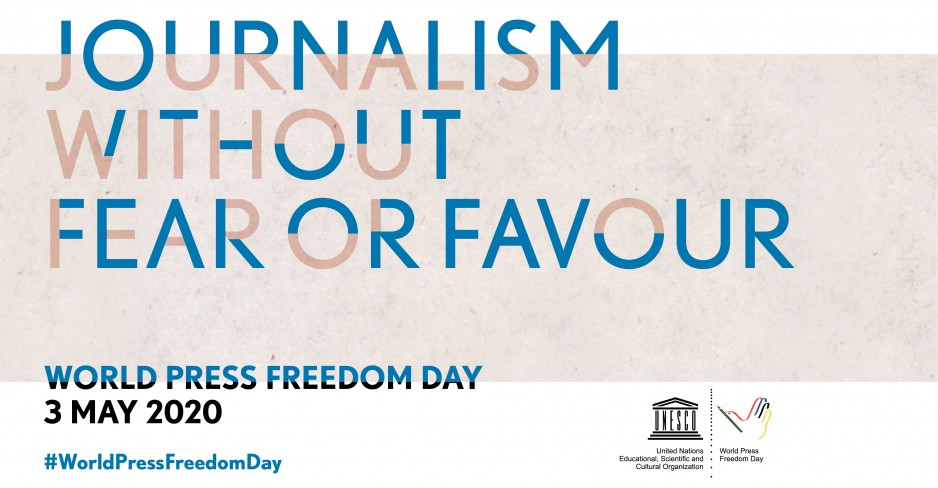 JOURNALISM
WITHOUT
FEAR OR FAVOUR
WORLD PRESS FREEDOM DAY
3 MAY 2020
#WorldPressFreedomDay
UNESCO
United Nations
Educational, Scientific and
Cultural Organization
World Press
Freedom Day